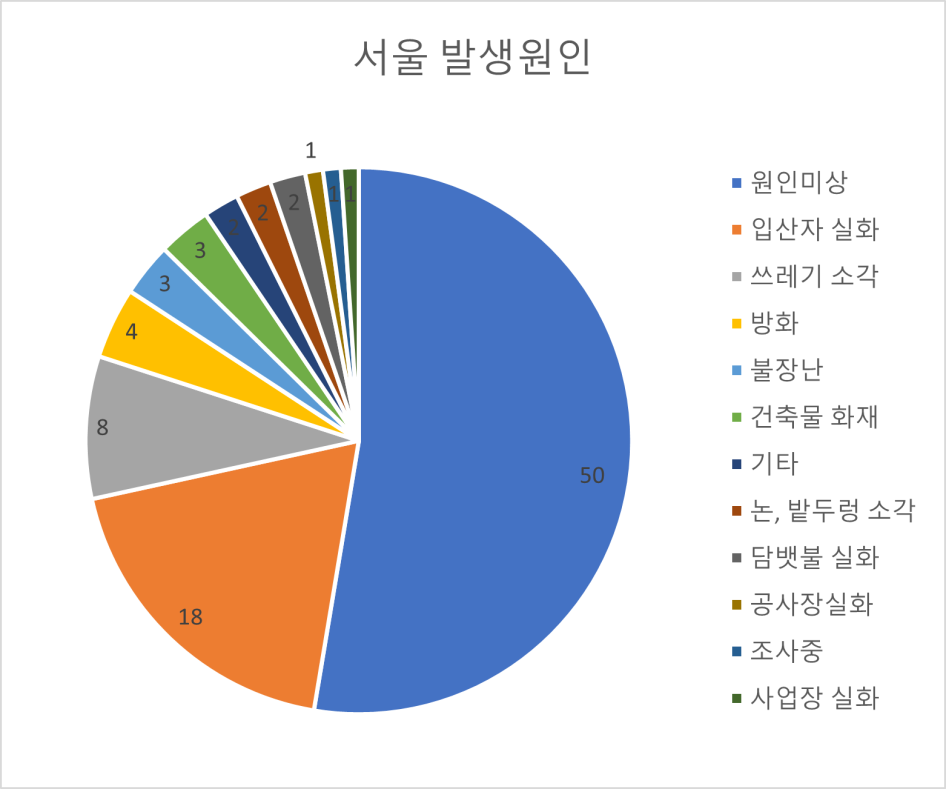 서울 발생원인
1
1
1
2
2
2
3
3
4
8
50
18
원인미상
입산자 실화
쓰레기 소각
방화
불장난
건축물 화재
기타
논, 밭두렁 소각
담뱃불 실화
공사장실화
조사중
사업장 실화